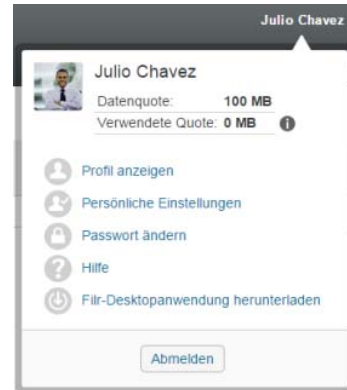 Julio Chavez
Julio Chavez
Datenquote: 100 MB
Verwendete Quote: 0 MB
Profil anzeigen
Persönliche Einstellungen
Passwort ändern
Hilfe
Filr-Desktopanwendung herunterladen
Abmelden